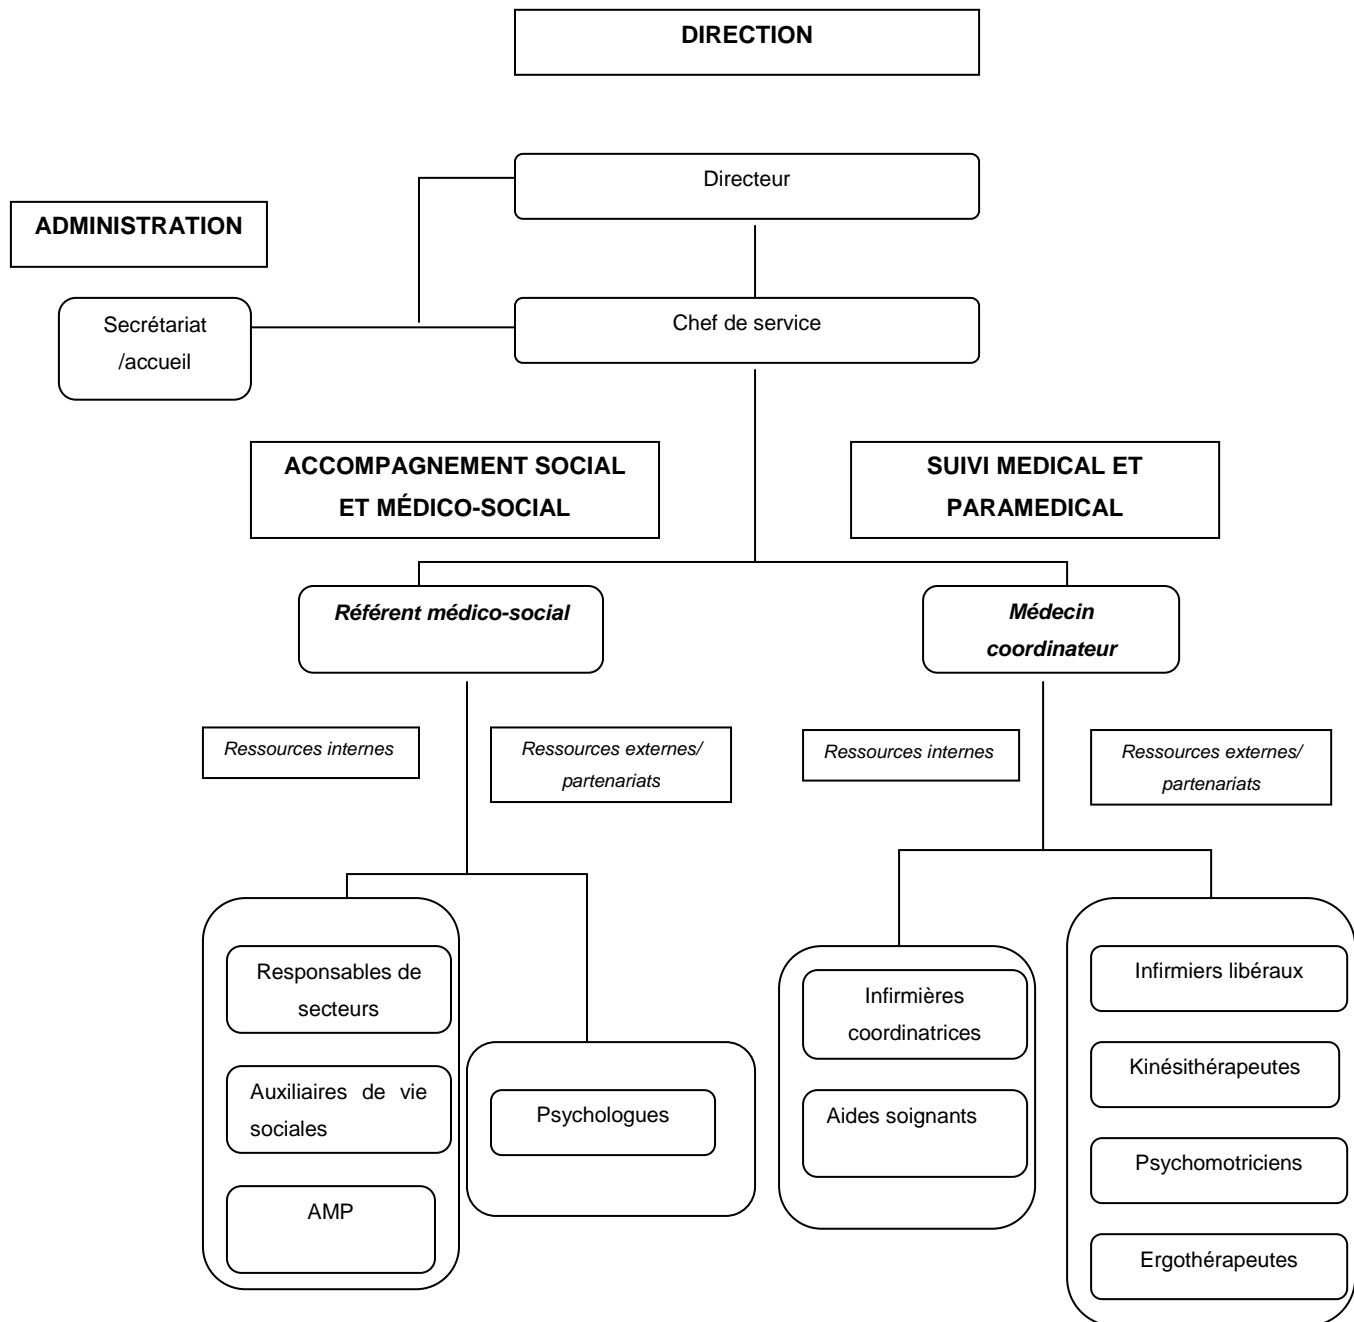 DIRECTION
Directeur
ADMINISTRATION
Secrétariat
/accueil
Chef de service
ACCOMPAGNEMENT SOCIAL
ET MÉDICO-SOCIAL
SUIVI MEDICAL ET
PARAMEDICAL
Référent médico-social
Médecin
coordinateur
Ressources internes
Ressources externes/
partenariats
Ressources internes
Ressources externes/
partenariats
Responsables de
secteurs
Auxiliaires de vie
sociales
AMP
Psychologues
Infirmières
coordinatrices
Aides soignants
Infirmiers libéraux
Kinésithérapeutes
Psychomotriciens
Ergothérapeutes